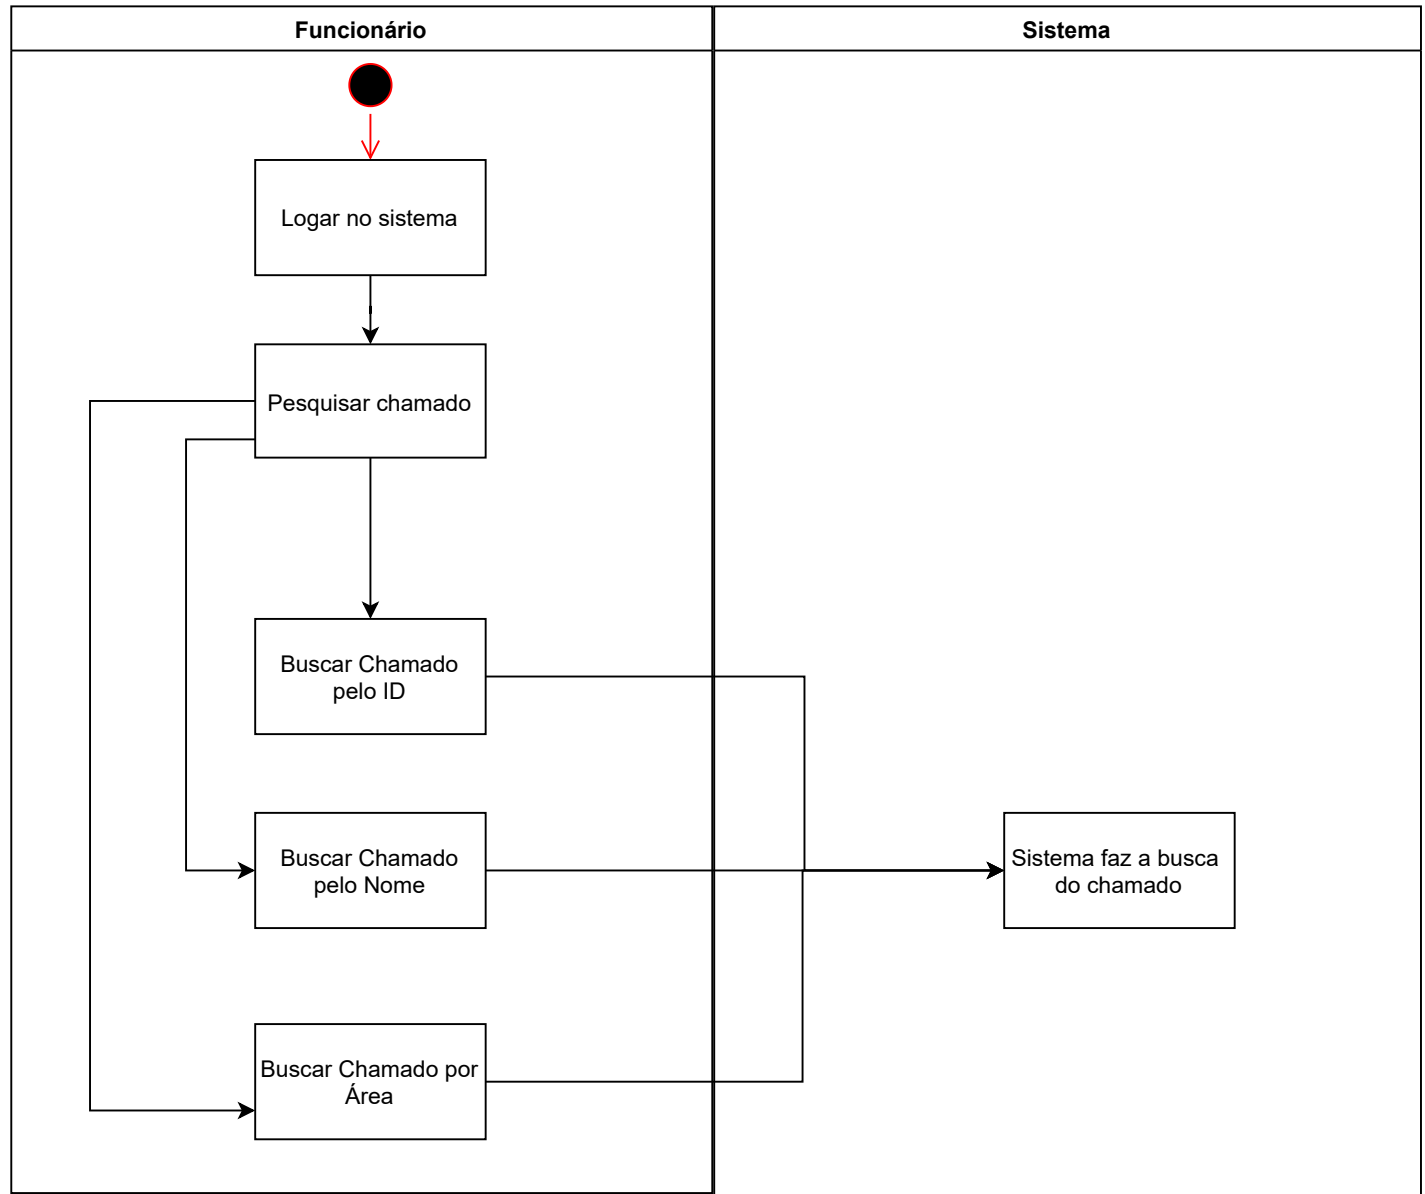 Funcionário
Sistema
Logar no sistema
Pesquisar chamado
Buscar Chamado
pelo ID
Buscar Chamado
pelo Nome
Sistema faz a busca
do chamado
Buscar Chamado por
Área